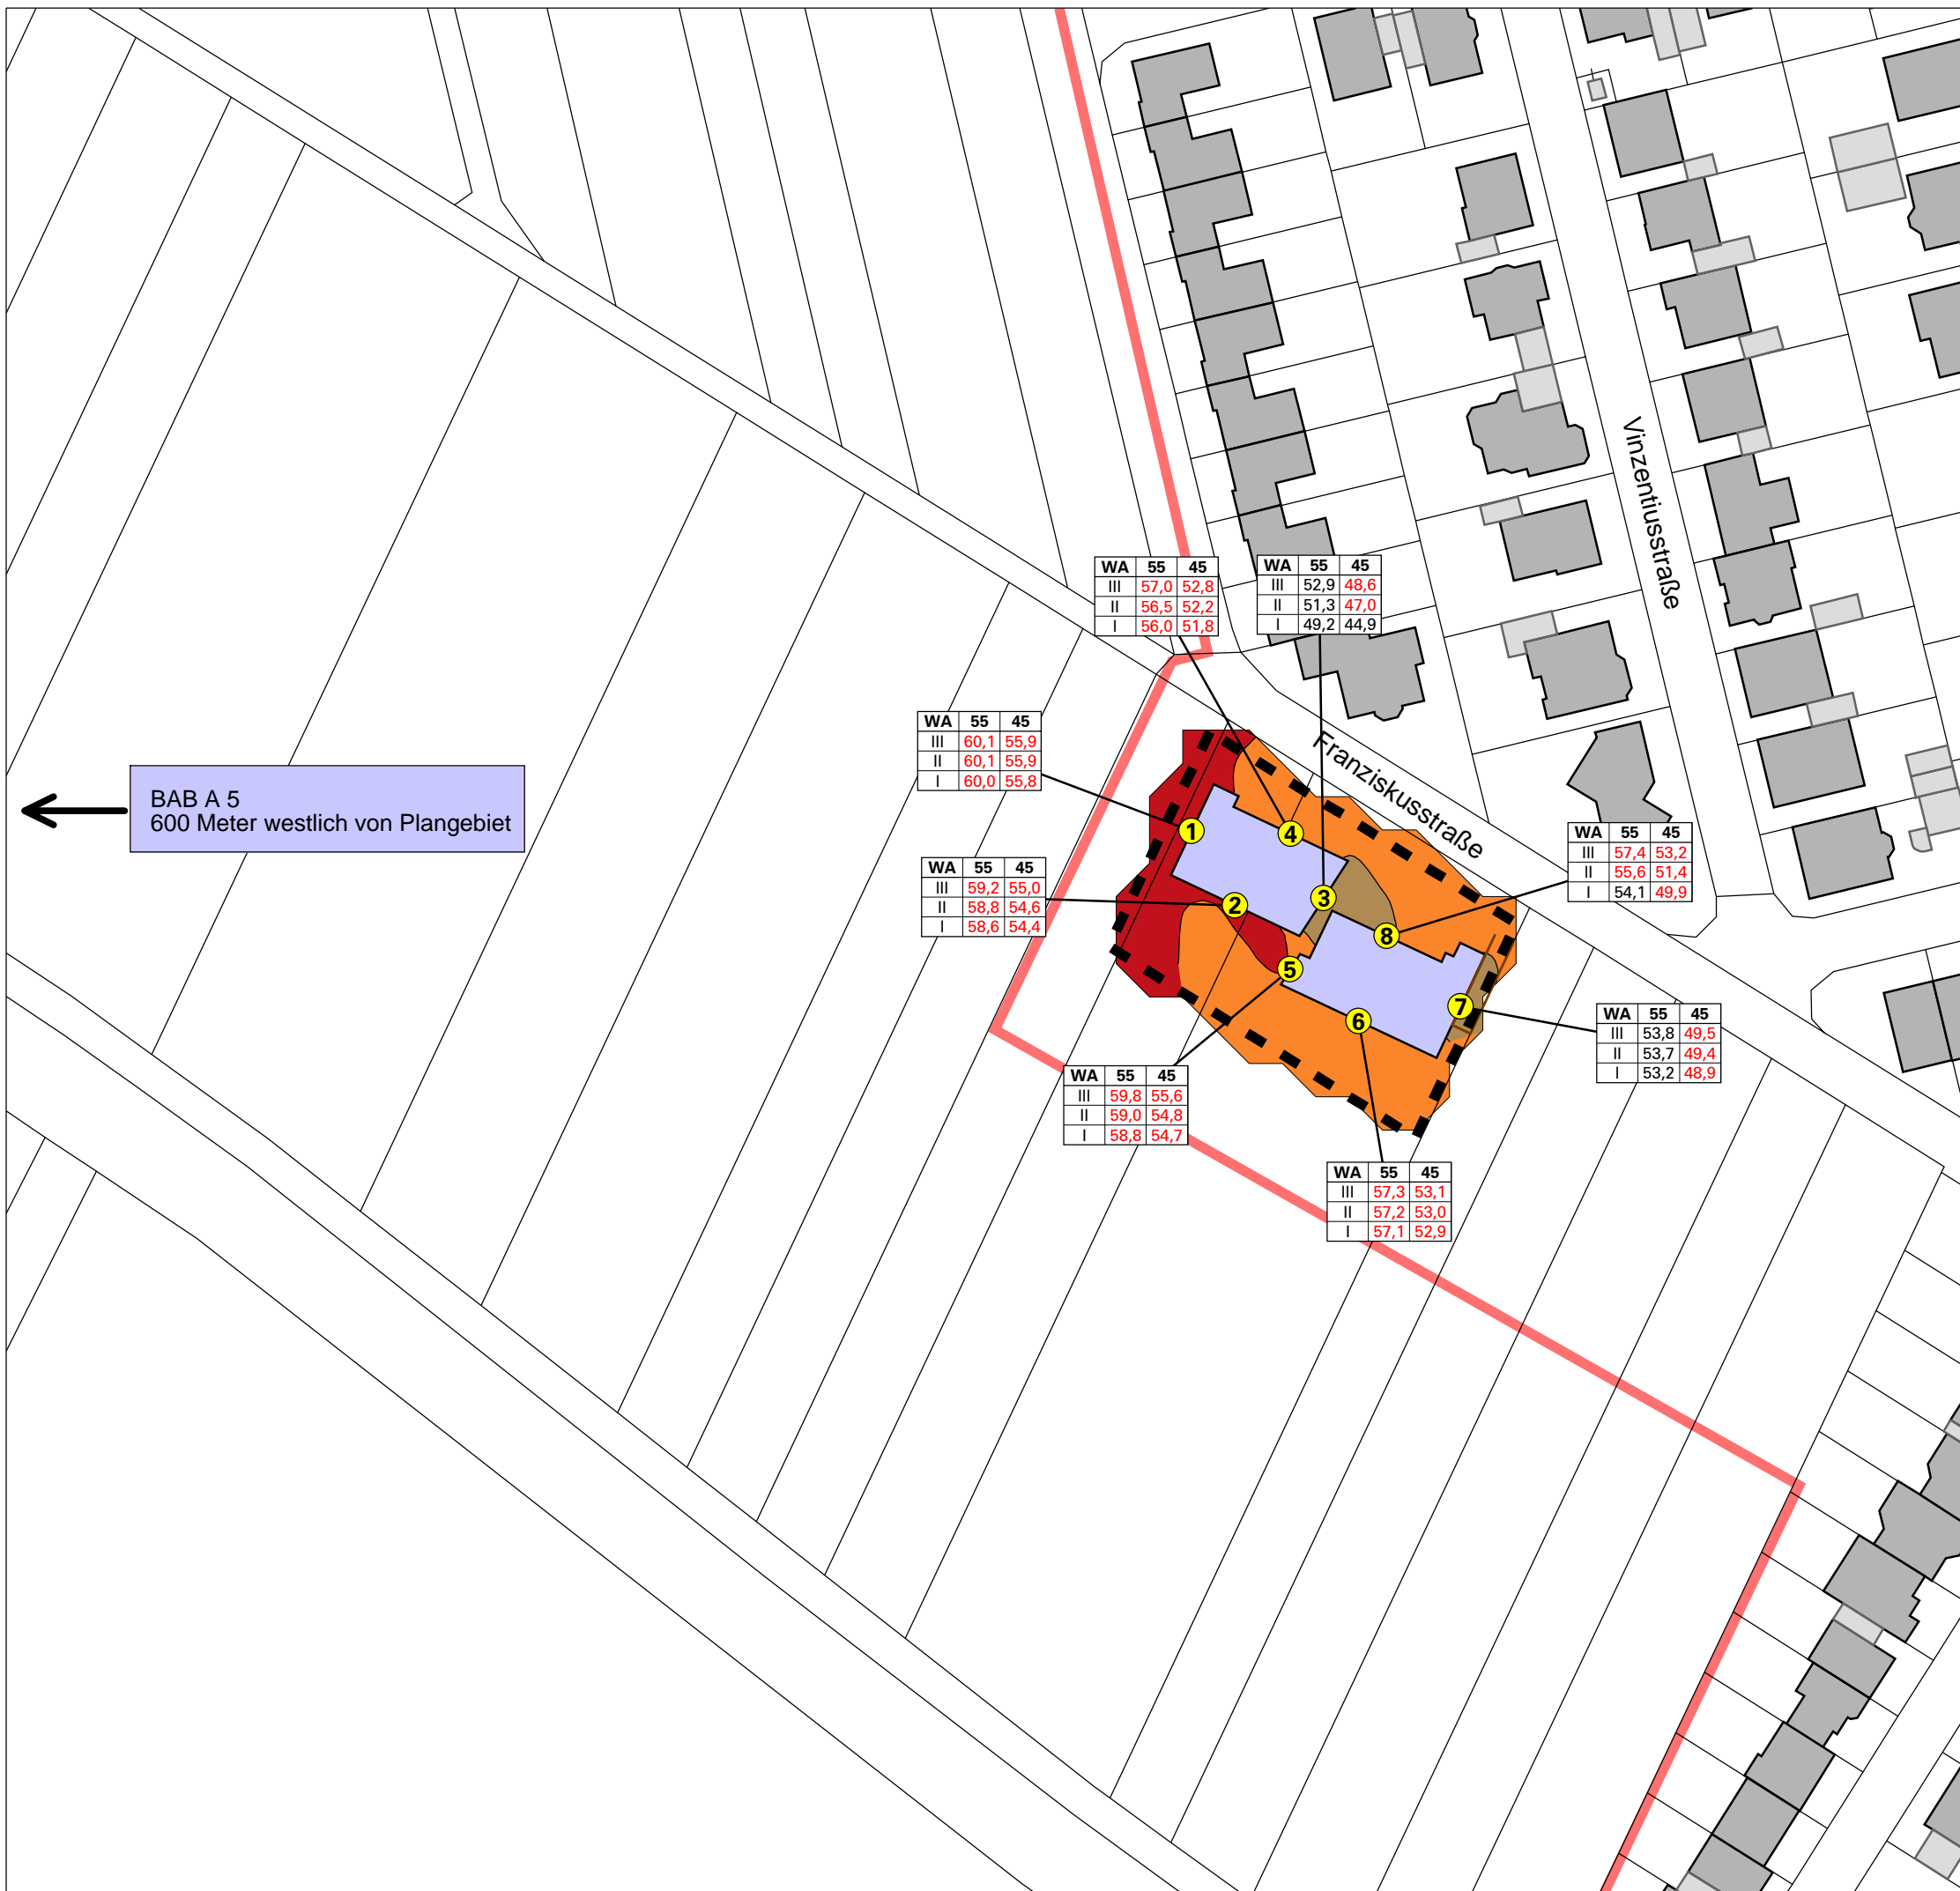 Vinzentiusstraße
WA 55 45
III 57,0 52,8
II 56,5 52,2
I 56,0 51,8
WA 55 45
III 52,9 48,6
II 51,3 47,0
I 49,2 44,9
WA 55 45
III 60,1 55,9
II 60,1 55,9
I 60,0 55,8
Franziskusstraße
BAB A 5
600 Meter westlich von Plangebiet
WA 55 45
III 57,4 53,2
II 55,6 51,4
I 54,1 49,9
WA 55 45
III 59,2 55,0
II 58,8 54,6
I 58,6 54,4
1
4
3
2
8
5
7
6
WA 55 45
III 53,8 49,5
II 53,7 49,4
I 53,2 48,9
WA 55 45
III 59,8 55,6
II 59,0 54,8
I 58,8 54,7
WA 55 45
III 57,3 53,1
II 57,2 53,0
I 57,1 52,9